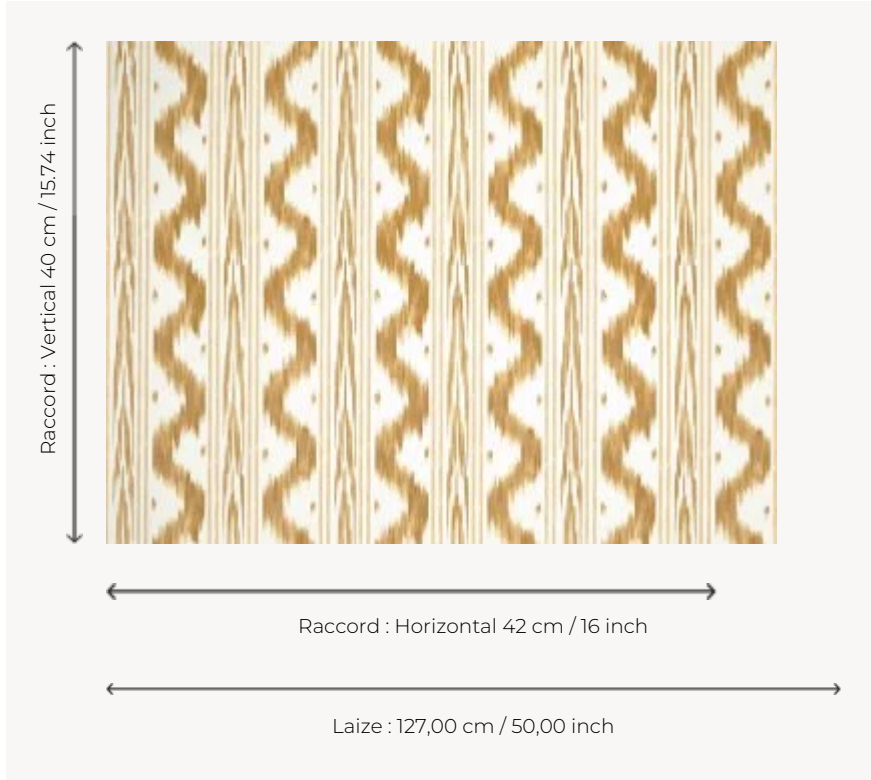 Raccord : Vertical 40 cm / 15.74 inch
Raccord : Horizontal 42 cm / 16 inch
Laize : 127,00 cm / 50,00 inch